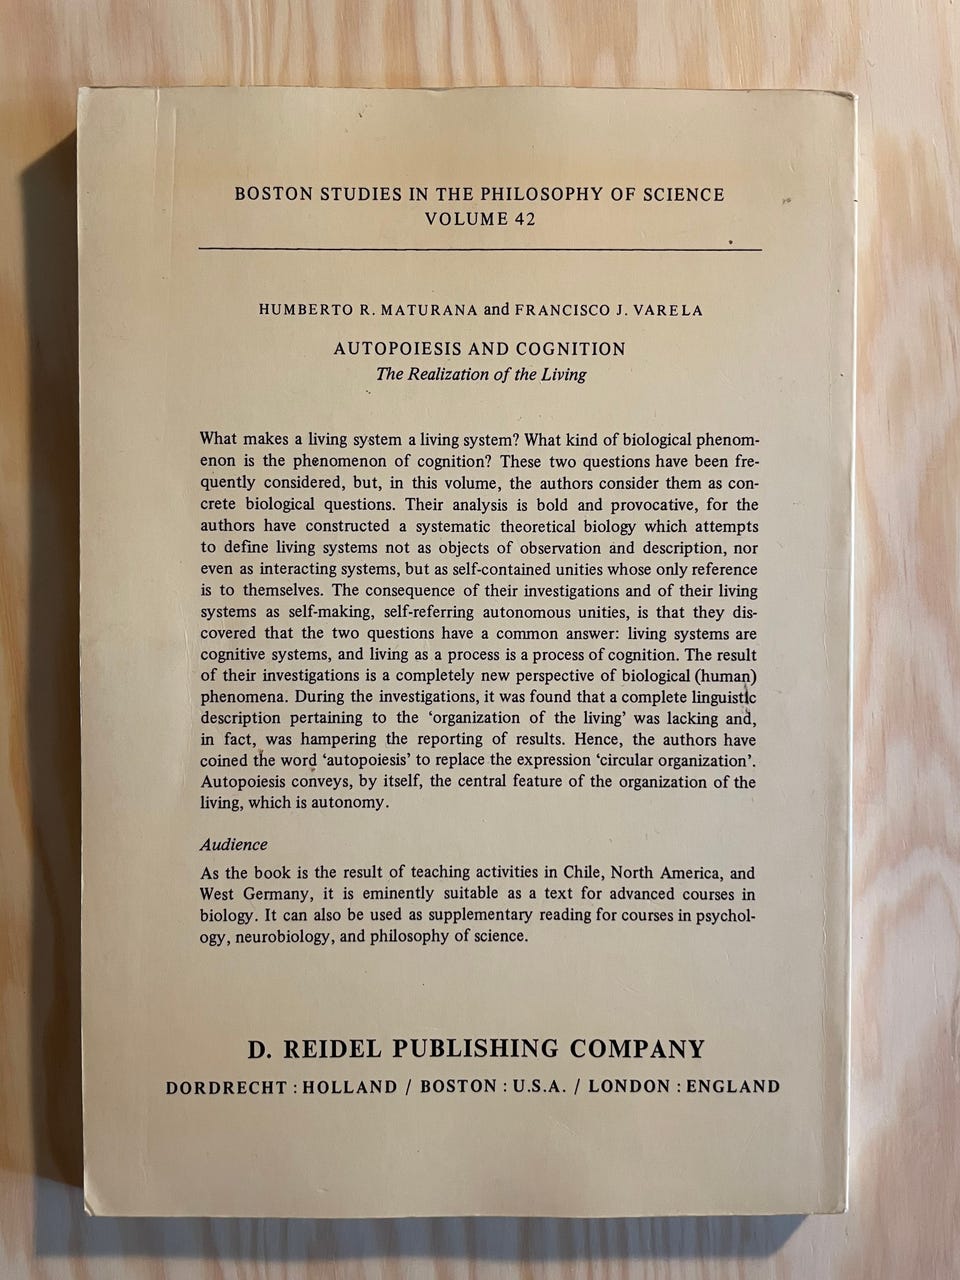 BOSTON STUDIES IN THE PHILOSOPHY OF SCIENCE
VOLUME 42
HUMBERTO R. MATURANA and FRANCISCO J. VARELA
AUTOPOIESIS AND COGNITION
The Realization of the Living
What makes a living system a living system? What kind of biological phenom-
enon is the phenomenon of cognition? These two questions have been fre-
quently considered, but, in this volume, the authors consider them as con-
crete biological questions. Their analysis is bold and provocative, for the
authors have constructed a systematic theoretical biology which attempts
to define living systems not as objects of observation and description, nor
even as interacting systems, but as self-contained unities whose only reference
is to themselves. The consequence of their investigations and of their living
systems as self-making, self-referring autonomous unities, is that they dis-
covered that the two questions have a common answer: living systems are
cognitive systems, and living as a process is a process of cognition. The result
of their investigations is a completely new perspective of biological (human)
phenomena. During the investigations, it was found that a complete linguistic
description pertaining to the ‘organization of the living’ was lacking and,
in fact, was hampering the reporting of results. Hence, the authors have
coined the word ‘autopoiesis’ to replace the expression ‘circular organization’.
Autopoiesis conveys, by itself, the central feature of the organization of the
living, which is autonomy.
Audience
As the book is the result of teaching activities in Chile, North America, and
West Germany, it is eminently suitable as a text for advanced courses in
biology. It can also be used as supplementary reading for courses in psychol-
ogy, neurobiology, and philosophy of science.
D. REIDEL PUBLISHING COMPANY
DORDRECHT : HOLLAND / BOSTON : U.S.A. / LONDON : ENGLAND